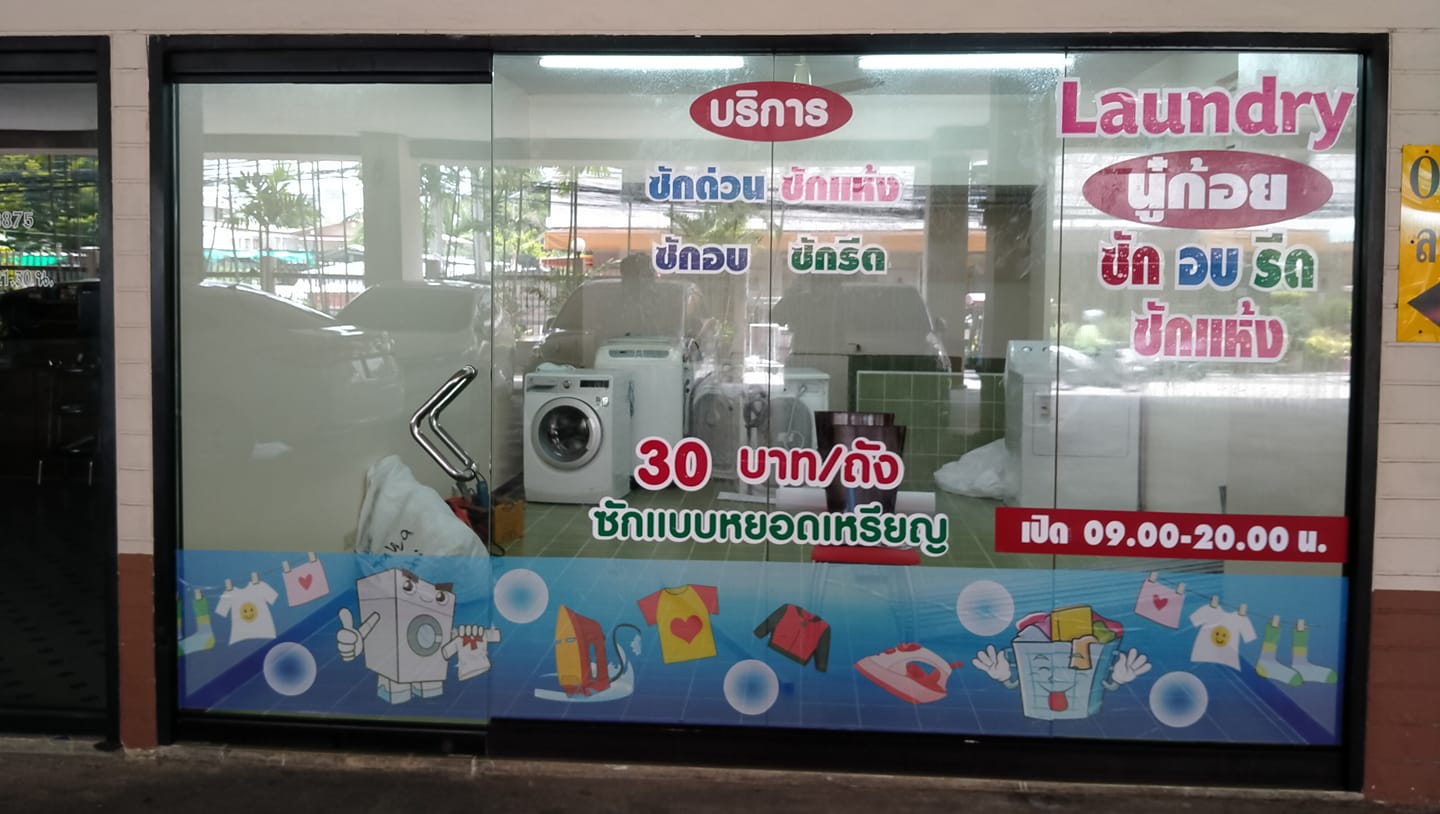 บริการ
ซักด่วน ซักแห้ง
ซักอบ ซักรีด
30 บาท/ถัง
ซักแบบหยอดเหรียญ
Laundry
นู๋ก้อย
ซัก อบ รีด
ซักแห้ง
เปิด 09.00-20.00 น.